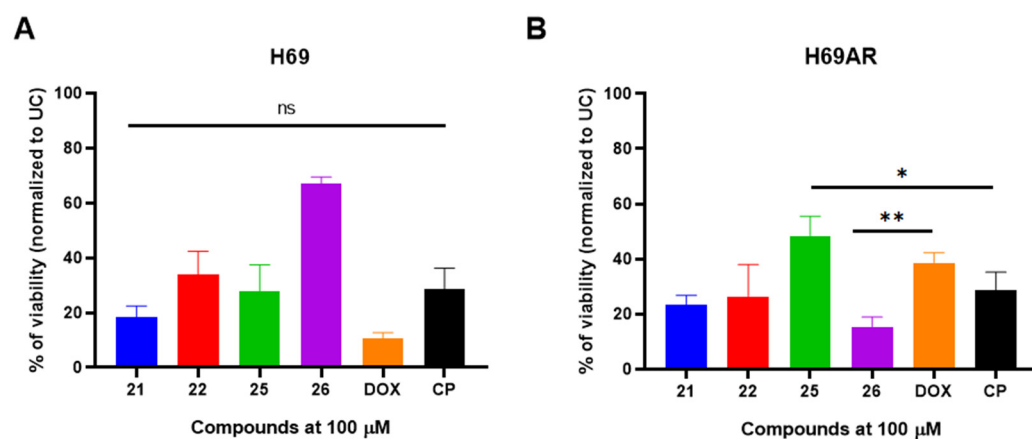 A
H69
% of viability (normalized to UC)
100
80
60
40
20
0
ns
21 22 25 26 DOX CP
Compounds at 100 μM
B
H69AR
% of viability (normalized to UC)
100
80
60
40
20
0
*
**
21 22 25 26 DOX CP
Compounds at 100 μM